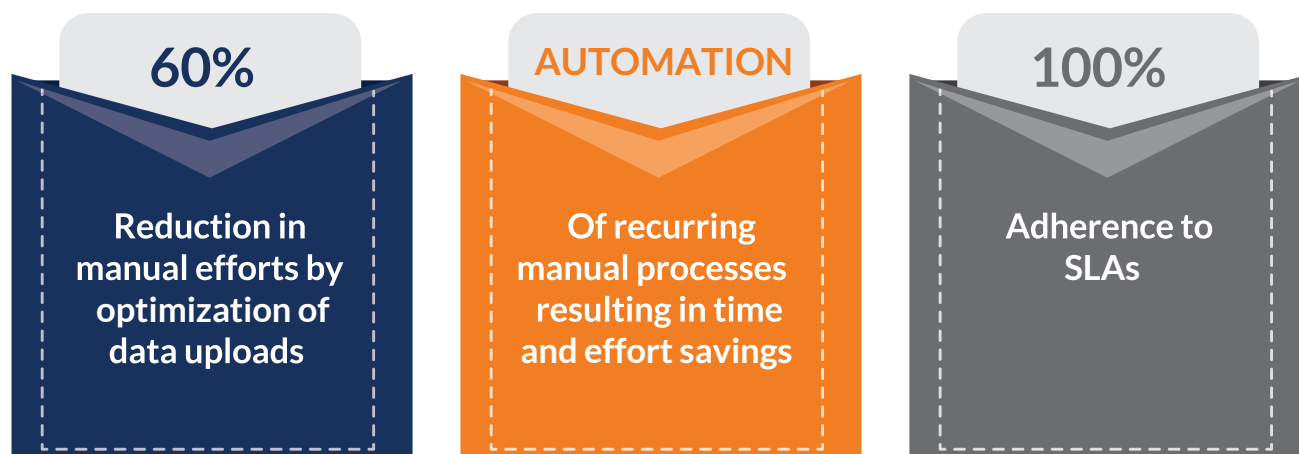 60%
Reduction in
manual efforts by
optimization of
data uploads
AUTOMATION
Of recurring
manual processes
resulting in time
and effort savings
100%
Adherence to
SLAs